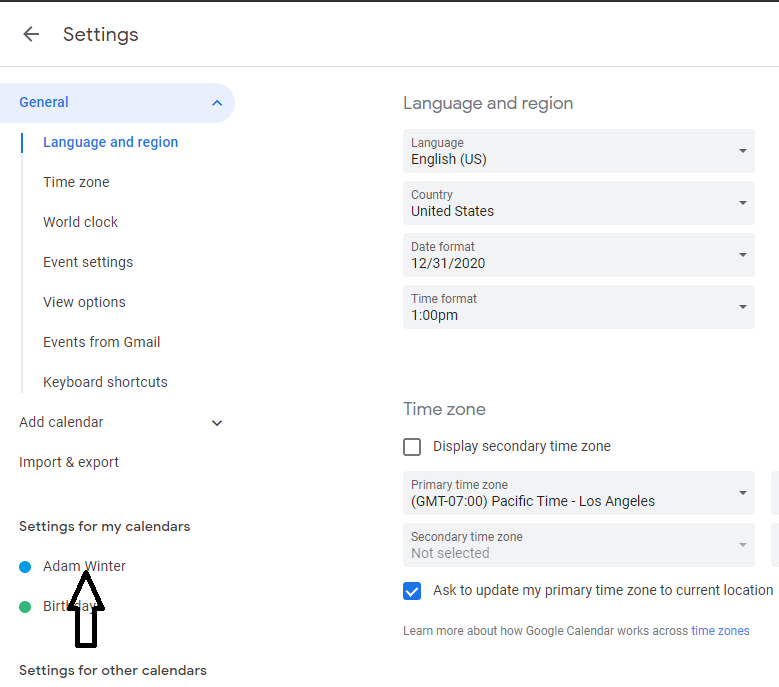 Settings
General
Language and region
Time zone
World clock
Event settings
View options
Events from Gmail
Keyboard shortcuts
Add calendar
Import & export
Settings for my calendars
Adam Winter
Settings for other calendars
Language and region
Language
English (US)
Country
United States
Date format
12/31/2020
Time format
1:00pm
Time zone
Display secondary time zone
Primary time zone
(GMT-07:00) Pacific Time - Los Angeles
Secondary time zone
Not selected
Ask to update my primary time zone to current location
Learn more about how Google Calendar works across time zones